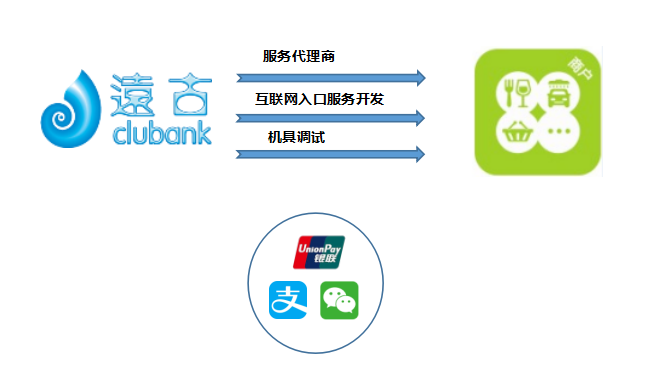 服务代理商
遠古
clubank
互联网入口服务开发
机具调试
商户
UnionPay
银联
支